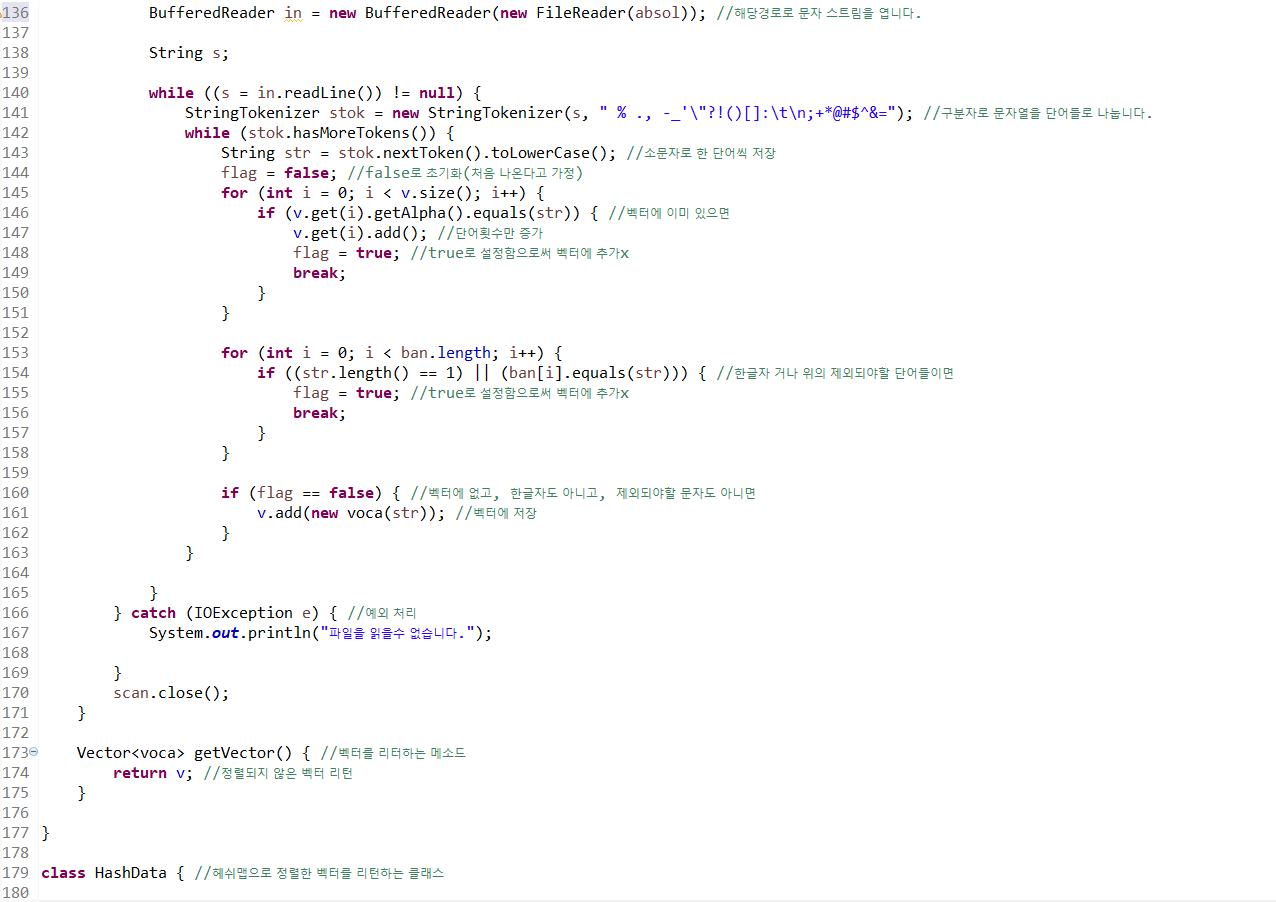 136 BufferedReader in = new BufferedReader(new FileReader(absol)); //해당경로로 문자 스트림을 엽니다.
137
138 String s;
139
140 while ((s = in.readLine()) != null) {
141 StringTokenizer stok = new StringTokenizer(s, " % ., -_'\"?!()[]:\t\n;+*@#$^&="); //구분자로 문자열을 단어들로 나눕니다.
142 while (stok.hasMoreTokens()) {
143 String str = stok.nextToken().toLowerCase(); //소문자로 한 단어씩 저장
144 flag = false; //false로 초기화(처음 나온다고 가정)
145 for (int i = 0; i < v.size(); i++) {
146 if (v.get(i).getAlpha().equals(str)) { //벡터에 이미 있으면
147 v.get(i).add(); //단어횟수만 증가
148 flag = true; //true로 설정함으로써 벡터에 추가x
149 break;
150 }
151 }
152
153 for (int i = 0; i < ban.length; i++) {
154 if ((str.length() == 1) || (ban[i].equals(str))) { //한글자 거나 위의 제외되야할 단어들이면
155 flag = true; //true로 설정함으로써 벡터에 추가x
156 break;
157 }
158 }
159
160 if (flag == false) { //벡터에 없고, 한글자도 아니고, 제외되야할 문자도 아니면
161 v.add(new voca(str)); //벡터에 저장
162 }
163 }
164
165 }
166 } catch (IOException e) { //예외 처리
167 System.out.println("파일을 읽을수 없습니다.");
168
169 }
170 scan.close();
171 }
172
173 Vector<voca> getVector() { //벡터를 리터하는 메소드
174 return v; //정렬되지 않은 벡터 리턴
175 }
176
177 }
178
179 class HashData { //헤쉬맵으로 정렬한 벡터를 리턴하는 클래스
180